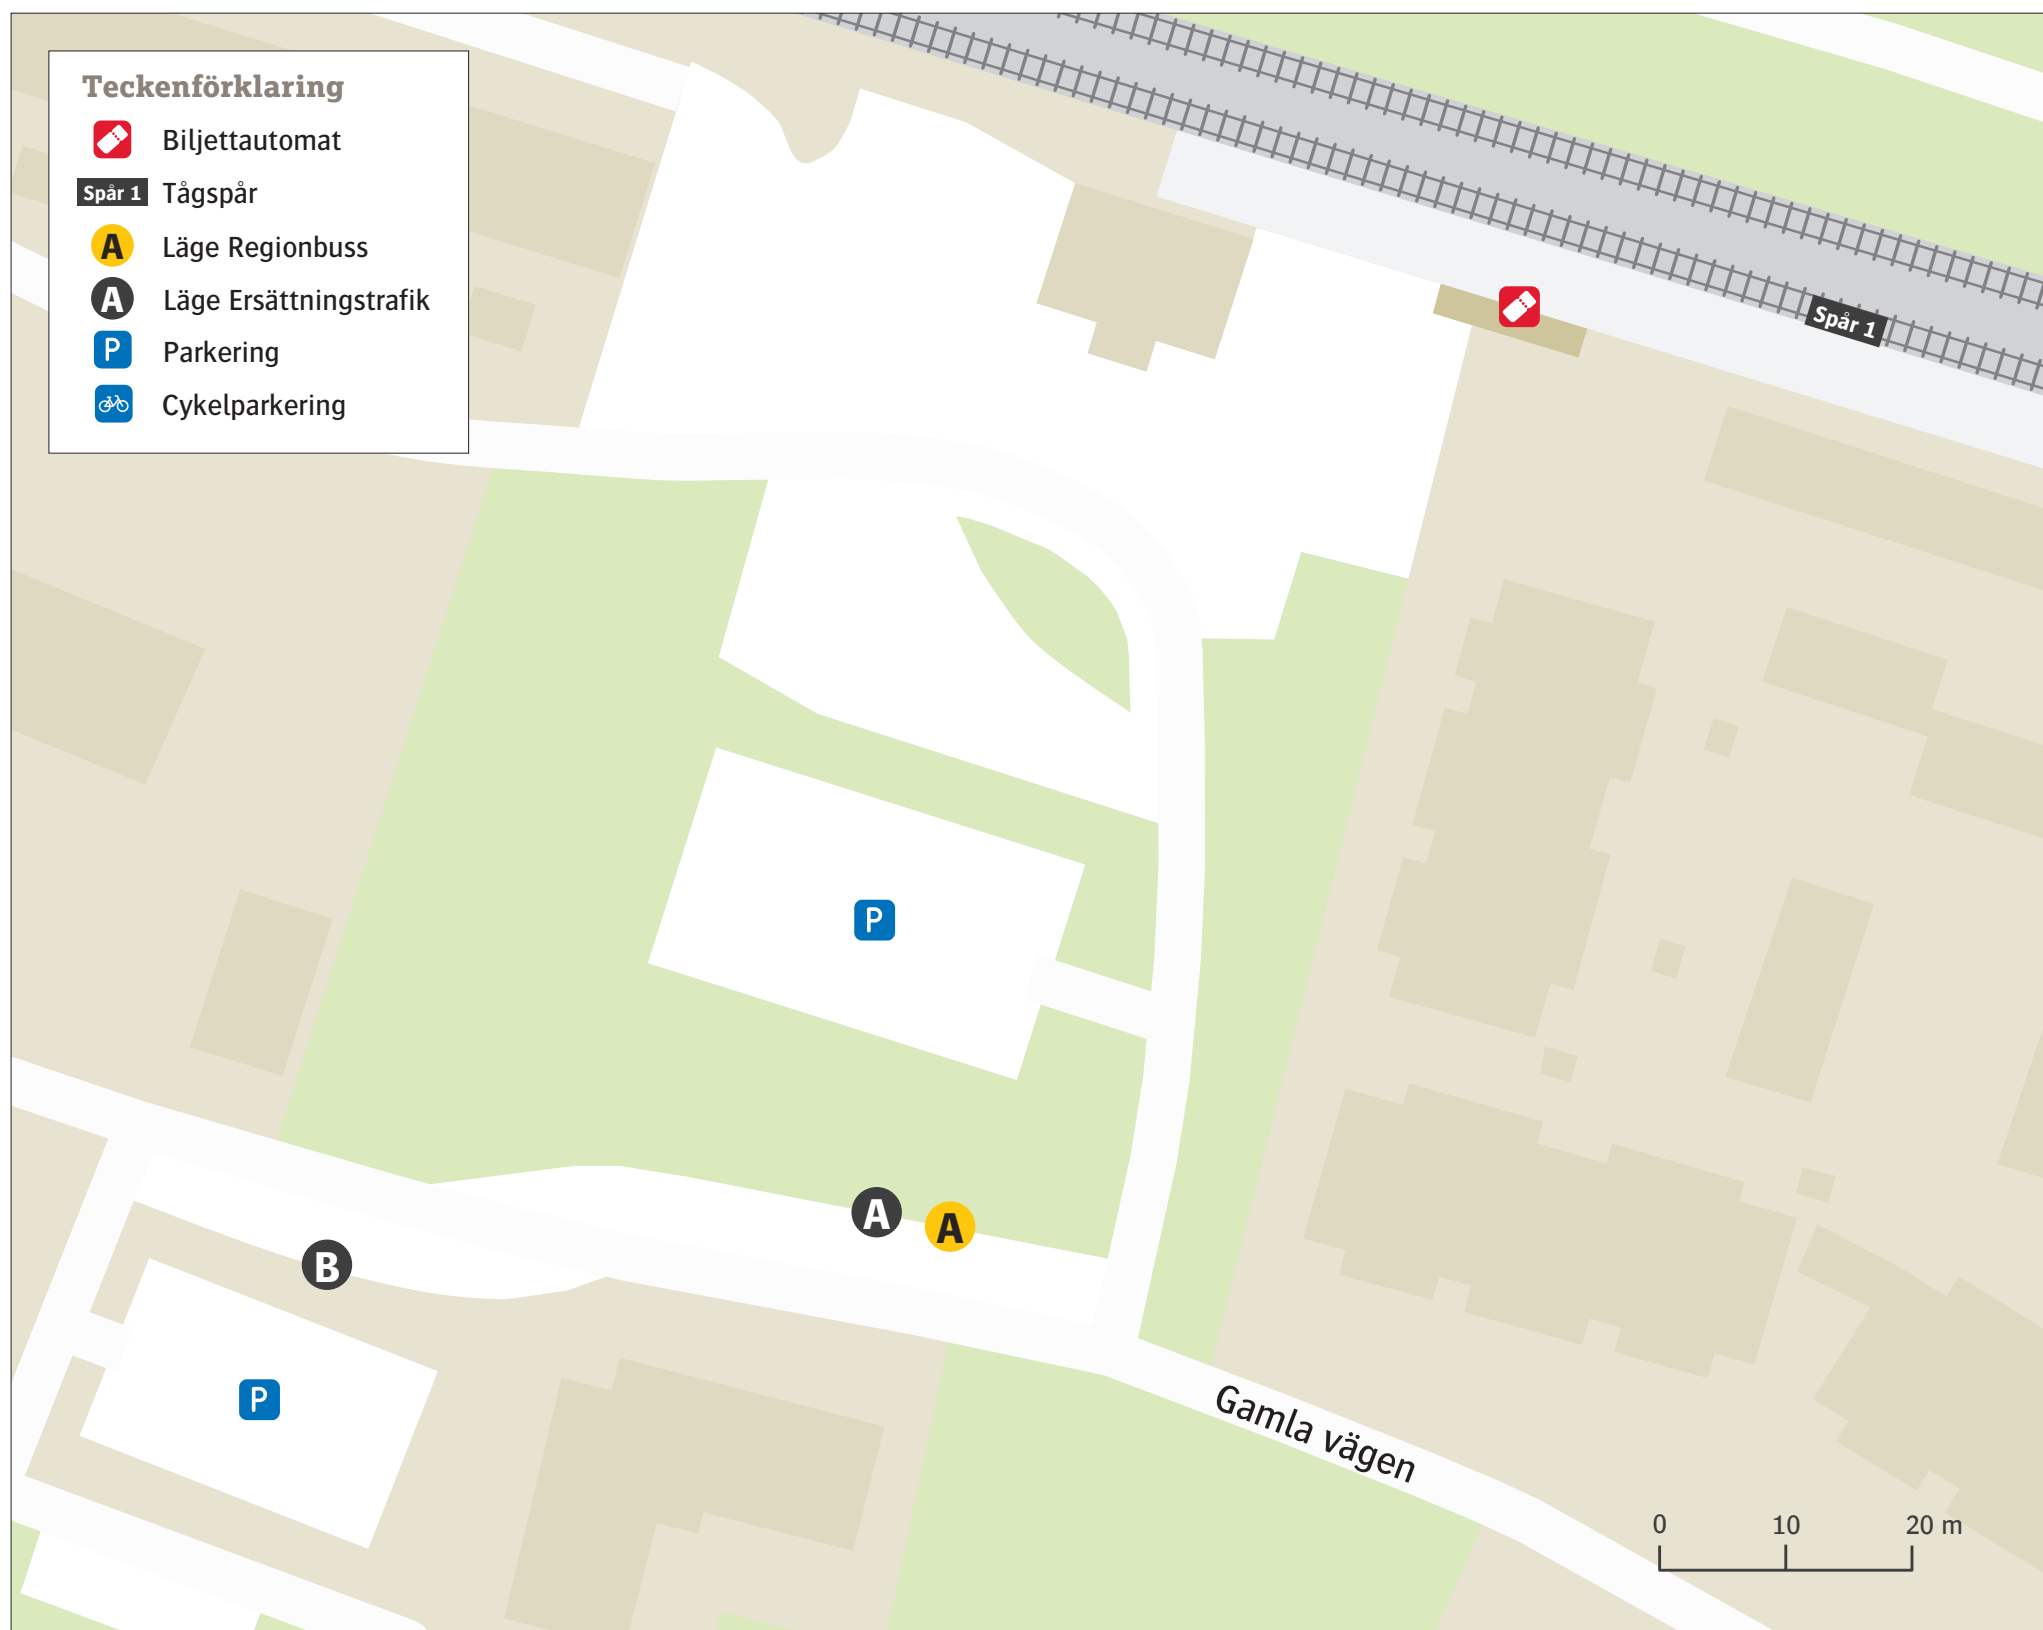 Teckenförklaring
Biljettautomat
Spår 1 Tågspår
A Läge Regionbuss
A Läge Ersättningstrafik
P Parkering
Cykelparkering
Spår 1
P
A A
B
P
Gamla vägen
0 10 20 m